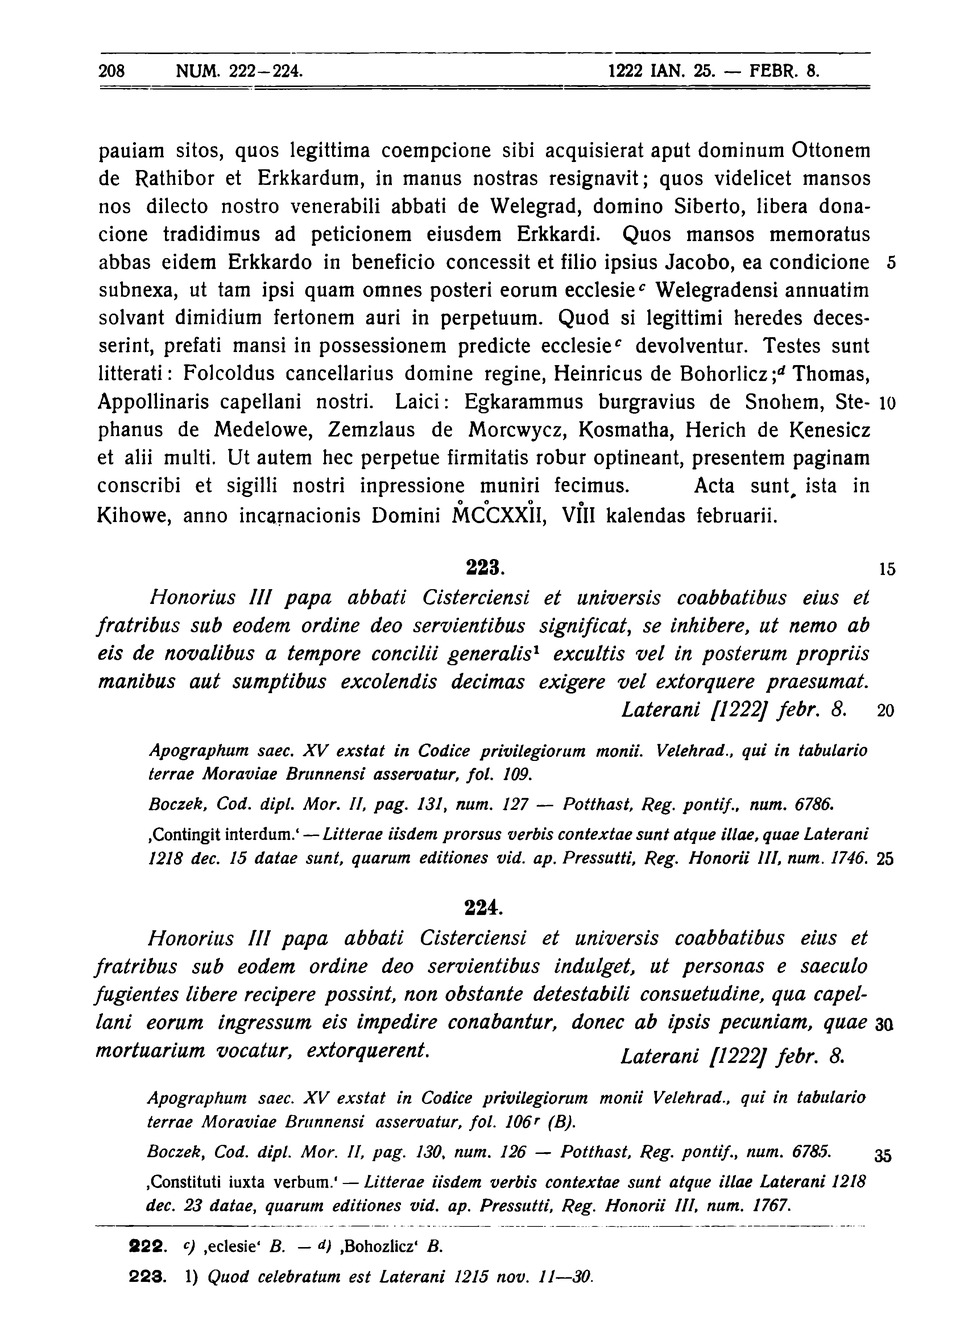 208 NUM. 222—224. 1222 IAN. 25. — FEBR. 8.
pauiam sitos, quos legittima coempcione sibi acquisierat aput dominum Ottonem
de Rathibor et Erkkardum, in manus nostras resignavit; quos videlicet mansos
nos dilecto nostro venerabili abbati de Welegrad, domino Siberto, libera dona-
cione tradidimus ad peticionem eiusdem Erkkardi. Quos mansos memoratus
abbas eidem Erkkardo in beneficio concessit et filio ipsius Jacobo, ea condicione 5
subnexa, ut tam ipsi quam omnes posteri eorum ecclesie c Welegradensi annuatim
solvant dimidium fertonem auri in perpetuum. Quod si legittimi heredes deces-
serint, prefati mansi in possessionem predicte ecclesie c devolventur. Testes sunt
litterati: Folcoldus cancellarius domine regine, Heinricus de Bohorlicz; d Thomas,
Appollinaris capellani nostri. Laici: Egkarammus burgravius de Snohem, Ste- 10
phanus de Medelowe, Zemzlaus de Morcwycz, Kosmatha, Herich de Kenesicz
et alii multi. Ut autem hec perpetue firmitatis robur optineant, presentem paginam
conscribi et sigilli nostri inpressione muniri fecimus. Acta sunt, ista in
Kihowe, anno incarnacionis Domini M̊C̊CXXI̊I, VI̊II kalendas februarii.
223. 15
Honorius III papa abbati Cisterciensi et universis coabbatibus eius et
fratribus sub eodem ordine deo servientibus significat, se inhibere, ut nemo ab
eis de novalibus a tempore concilii generalis¹ excultis vel in posterum propriis
manibus aut sumptibus excolendis decimas exigere vel extorquere praesumat.
Laterani [1222] febr. 8. 20
Apographum saec. XV exstat in Codice privilegiorum monii. Velehrad., qui in tabulario
terrae Moraviae Brunnensi asservatur, fol. 109.
Boczek, Cod. dipl. Mor. II, pag. 131, num. 127 — Potthast, Reg. pontif., num. 6786.
‚Contingit interdum.‘ — Litterae iisdem prorsus verbis contextae sunt atque illae, quae Laterani
1218 dec. 15 datae sunt, quarum editiones vid. ap. Pressutti, Reg. Honorii III, num. 1746. 25
224.
Honorius III papa abbati Cisterciensi et universis coabbatibus eius et
fratribus sub eodem ordine deo servientibus indulget, ut personas e saeculo
fugientes libere recipere possint, non obstante detestabili consuetudine, qua capel-
lani eorum ingressum eis impedire conabantur, donec ab ipsis pecuniam, quae 30
mortuarium vocatur, extorquerent. Laterani [1222] febr. 8.
Apographum saec. XV exstat in Codice privilegiorum monii Velehrad., qui in tabulario
terrae Moraviae Brunnensi asservatur, fol. 106ʳ (B).
Boczek, Cod. dipl. Mor. II, pag. 130, num. 126 — Potthast, Reg. pontif., num. 6785. 35
‚Constituti iuxta verbum.‘ — Litterae iisdem verbis contextae sunt atque illae Laterani 1218
dec. 23 datae, quarum editiones vid. ap. Pressutti, Reg. Honorii III, num. 1767.
222. c) ‚eclesie‘ B. — d) ‚Bohozlicz‘ B.
223. 1) Quod celebratum est Laterani 1215 nov. 11—30.